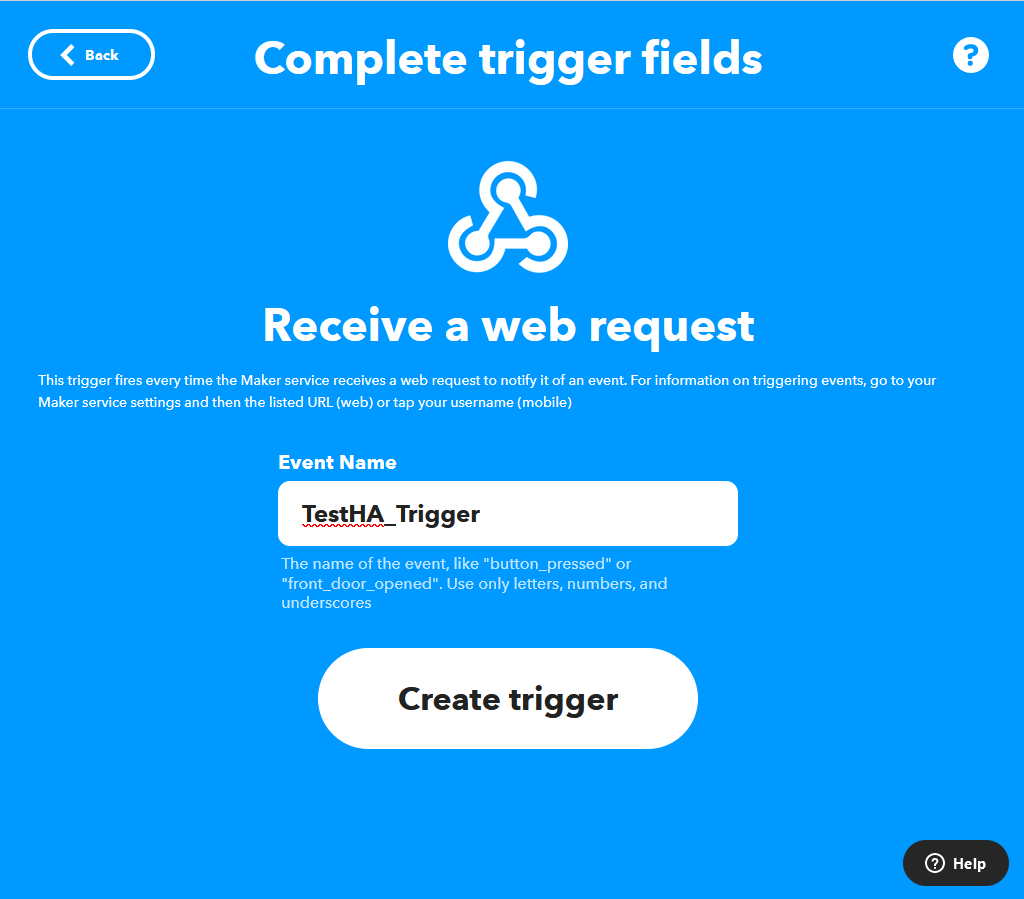 Back
Complete trigger fields
?
Receive a web request
This trigger fires every time the Maker service receives a web request to notify it of an event. For information on triggering events, go to your
Maker service settings and then the listed URL (web) or tap your username (mobile)
Event Name
TestHA_Trigger
The name of the event, like "button_pressed" or
"front_door_opened". Use only letters, numbers, and
underscores
Create trigger
? Help